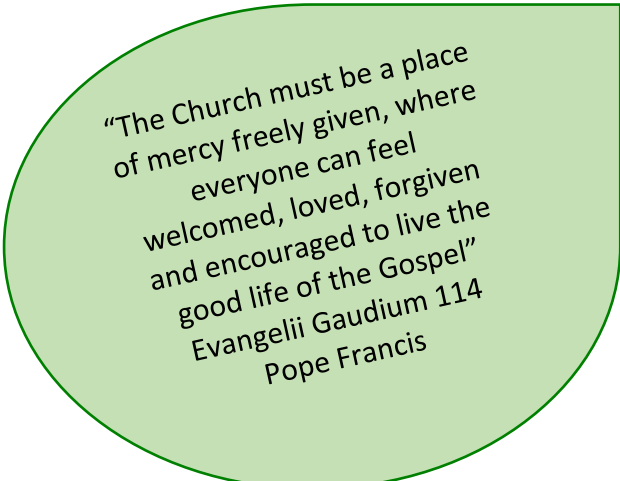 “The Church must be a place
of mercy freely given, where
everyone can feel
welcomed, loved, forgiven
and encouraged to live the
good life of the Gospel”
Evangelii Gaudium 114
Pope Francis